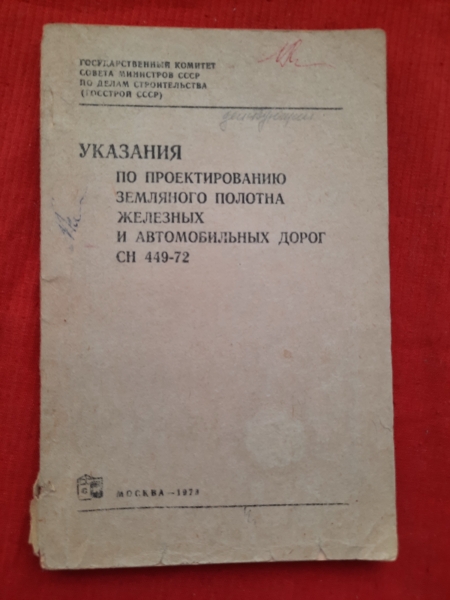 ГОСУДАРСТВЕННЫЙ КОМИТЕТ
СОВЕТА МИНИСТРОВ СССР
ПО ДЕЛАМ СТРОИТЕЛЬСТВА
(ГОССТРОЙ СССР)
УКАЗАНИЯ
ПО ПРОЕКТИРОВАНИЮ
ЗЕМЛЯНОГО ПОЛОТНА
ЖЕЛЕЗНЫХ
И АВТОМОБИЛЬНЫХ ДОРОГ
СН 449-72
МОСКВА—1973